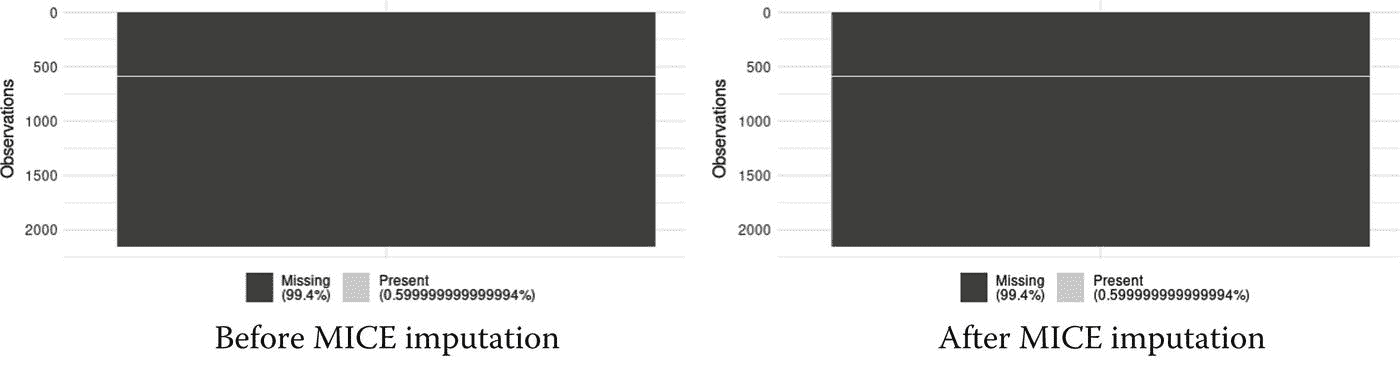 0
500
1000
1500
2000
Observations
Missing
(99.4%)
Present
(0.599999999999994%)
Before MICE imputation
0
500
1000
1500
2000
Observations
Missing
(99.4%)
Present
(0.599999999999994%)
After MICE imputation